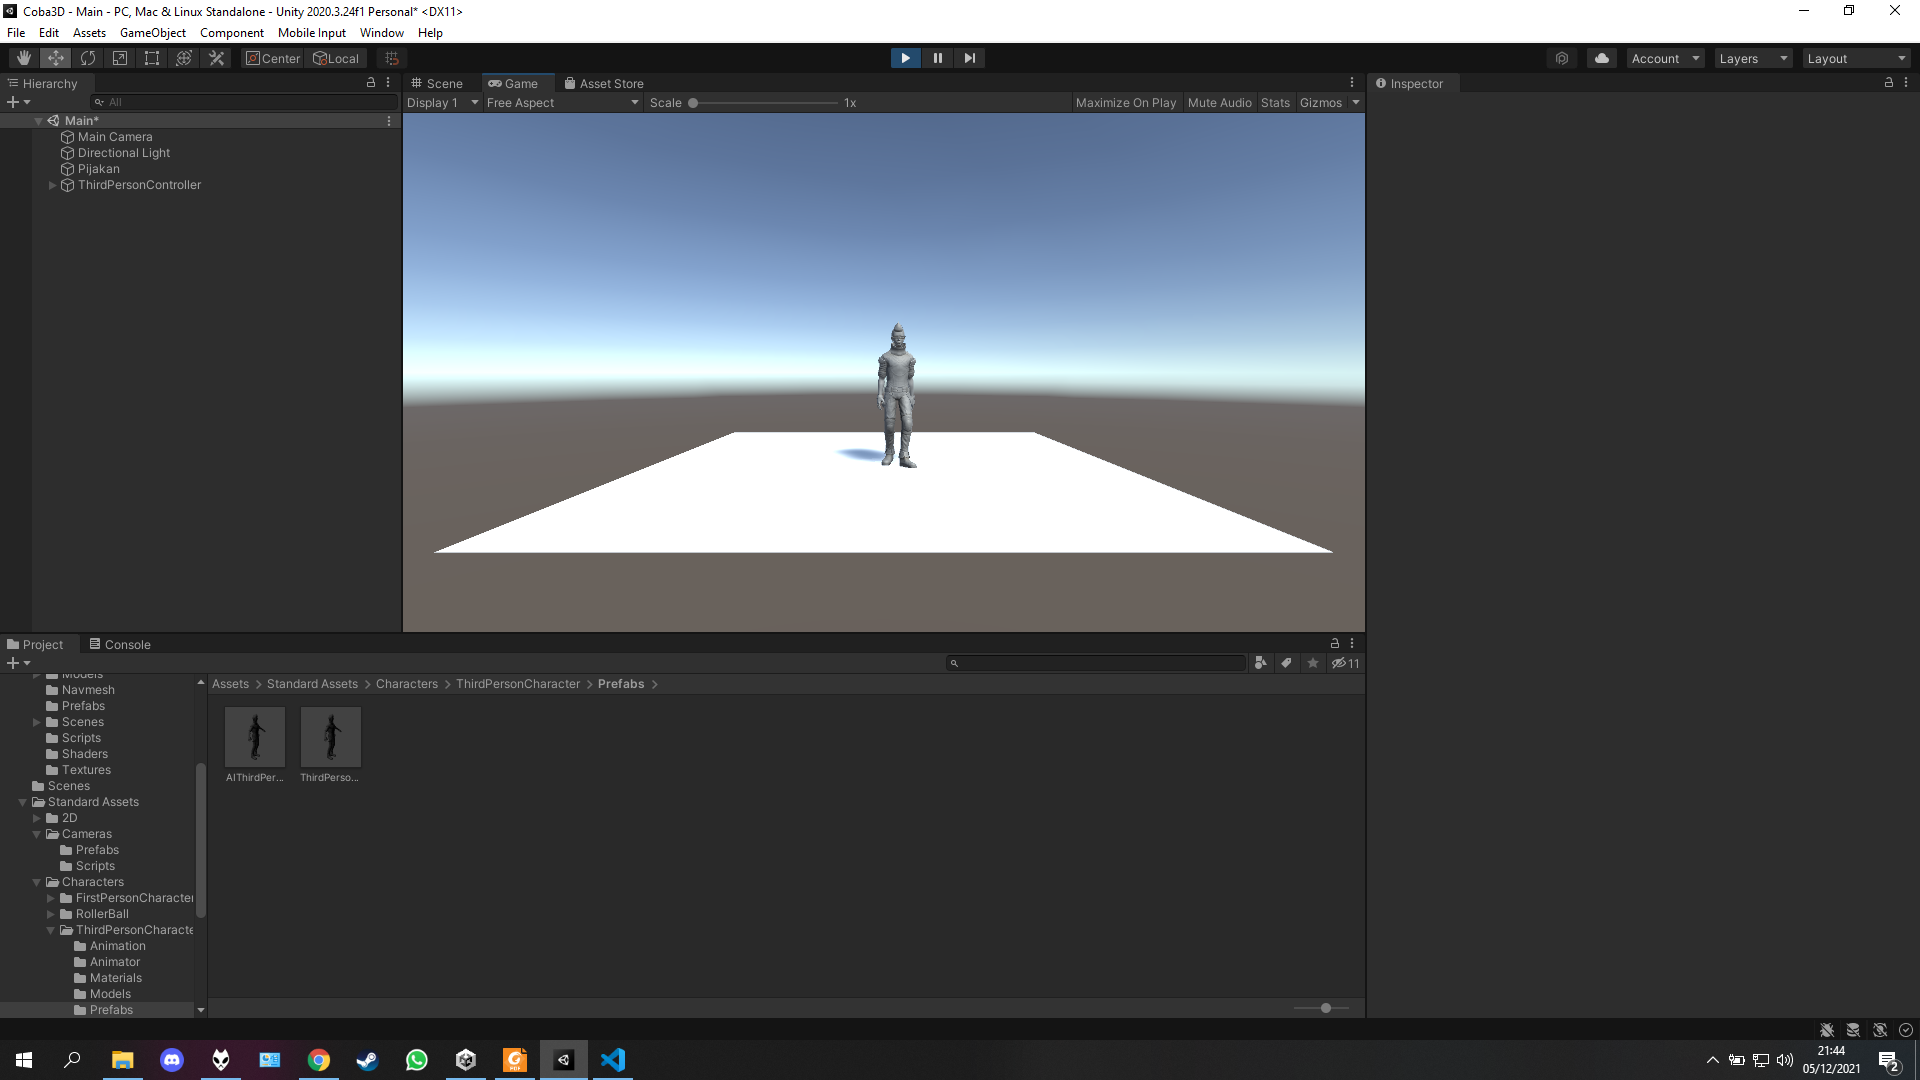 Coba3D - Main - PC, Mac & Linux Standalone - Unity 2020.3.24f1 Personal* <DX11>
File Edit Assets GameObject Component Mobile Input Window Help
Center Local Account Layers Layout
Hierarchy
All
Main*
Main Camera
Directional Light
Pijakan
ThirdPersonController
Scene Game Asset Store
Display 1 Free Aspect Scale 1x Maximize On Play Mute Audio Stats Gizmos
Inspector
Project Console
11
Models
Navmesh
Prefabs
Scenes
Scripts
Shaders
Textures
Scenes
Standard Assets
2D
Cameras
Prefabs
Scripts
Characters
FirstPersonCharacter
RollerBall
ThirdPersonCharacte
Animation
Animator
Materials
Models
Prefabs
Assets > Standard Assets > Characters > ThirdPersonCharacter > Prefabs >
AIThirdPer... ThirdPerso...
21:44
05/12/2021
2